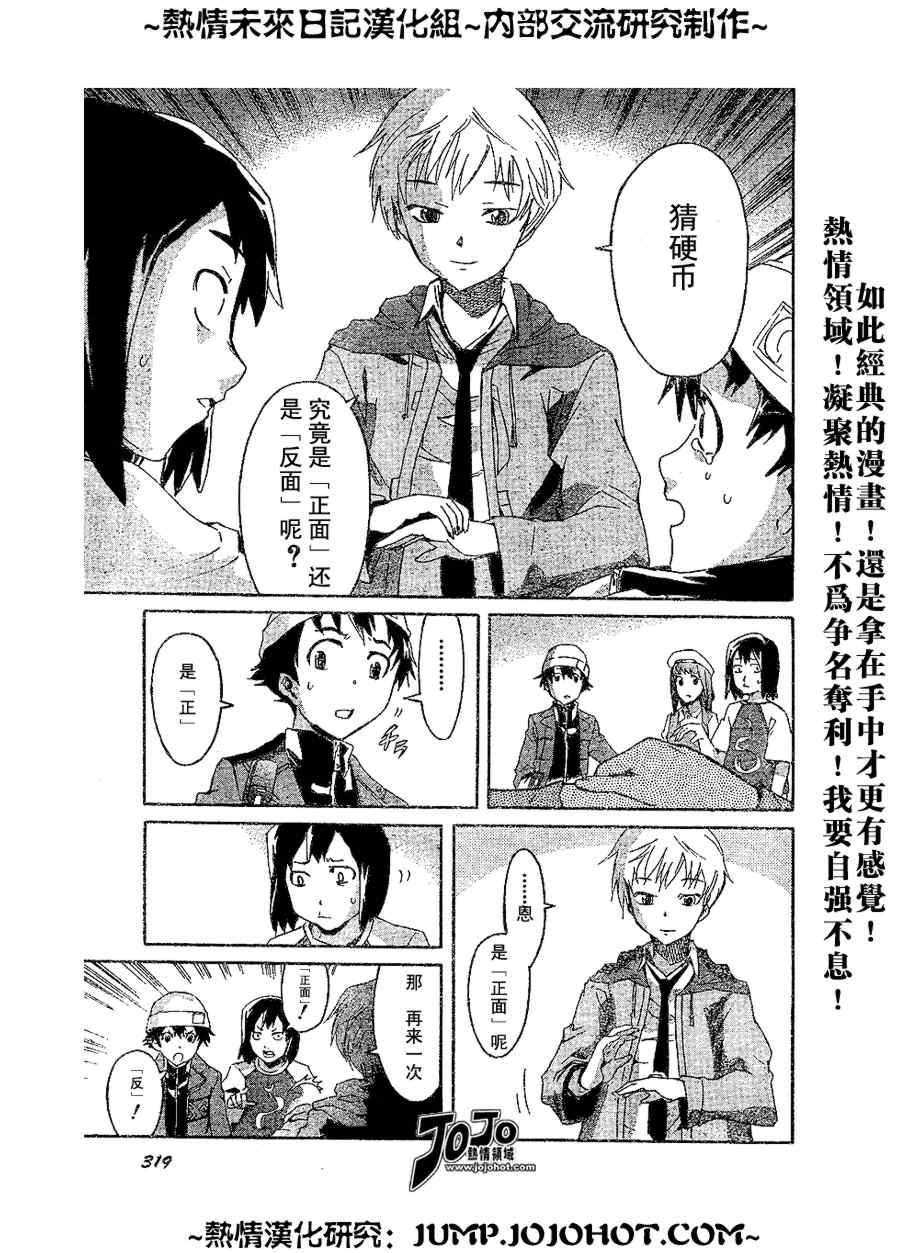 ~熱情未來日記漢化組~內部交流研究制作~
猜硬币
究竟是「正面」还
是「反面」呢？
………
チラ
是「正」
……恩
是「正面」呢
那 再来一次
「正面」！
「反」！
如此經典的漫畫！還是拿在手中才更有感覺！
熱情領域！凝聚熱情！不爲争名奪利！我要自强不息！
319
JOJO
熱情領域
www.jojohot.com
~熱情漢化研究：JUMP.JOJOHOT.COM~